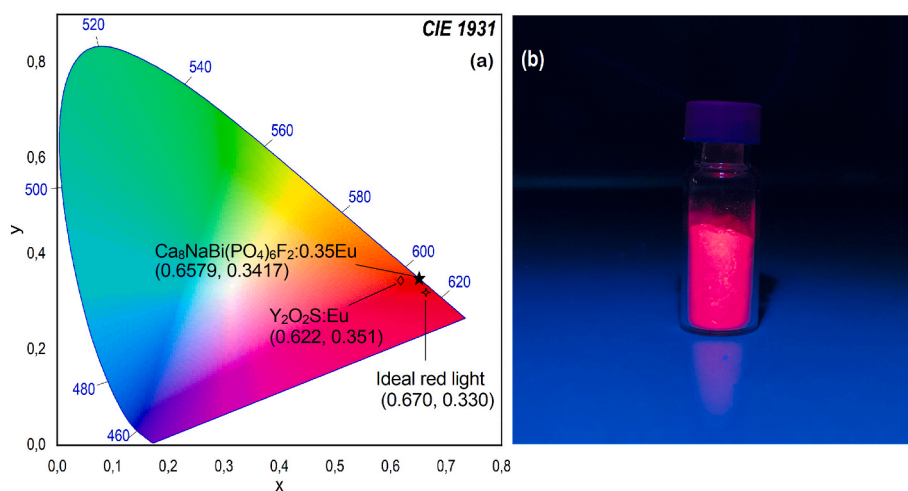 CIE 1931
(a)
(b)
520
540
560
580
600
620
500
480
460
Ca₈NaBi(PO₄)₆F₂:0.35Eu
(0.6579, 0.3417)
Y₂O₂S:Eu
(0.622, 0.351)
Ideal red light
(0.670, 0.330)
y
0,8
0,6
0,4
0,2
0,0
0,0 0,1 0,2 0,3 0,4 0,5 0,6 0,7 0,8
x